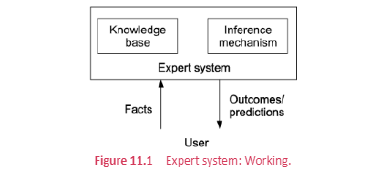 Knowledge
base
Inference
mechanism
Expert system
Facts
Outcomes/
predictions
User
Figure 11.1 Expert system: Working.